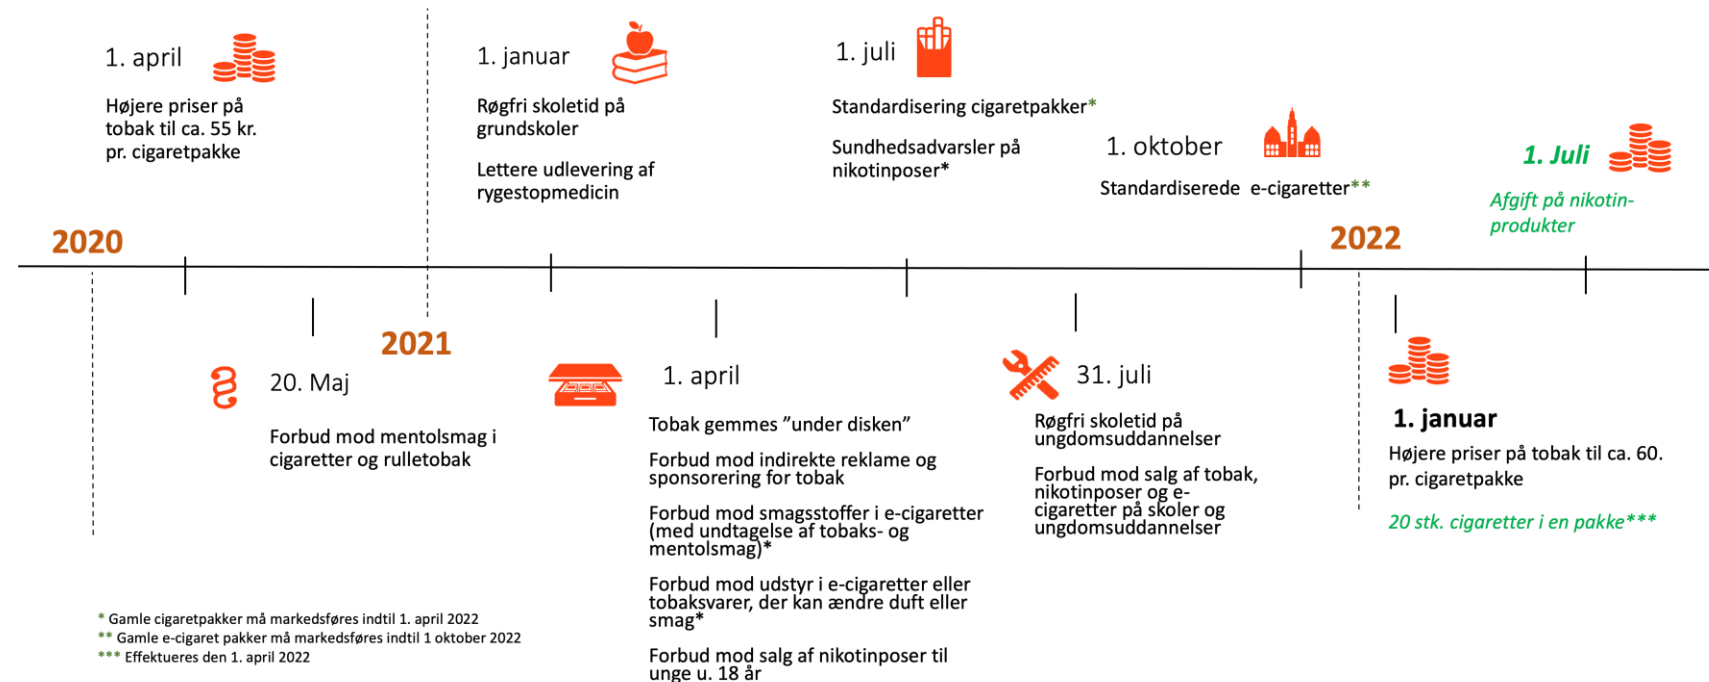 1. april
Højere priser på
tobak til ca. 55 kr.
pr. cigaretpakke
1. januar
Røgfri skoletid på
grundskoler
Lettere udlevering af
rygestopmedicin
1. juli
Standardisering cigaretpakker*
Sundhedsadvarsler på
nikotinposer*
1. oktober
Standardiserede e-cigaretter**
1. Juli
Afgift på nikotin-
produkter
2020
2021
2022
20. Maj
Forbud mod mentolsmag i
cigaretter og rulletobak
1. april
Tobak gemmes ”under disken”
Forbud mod indirekte reklame og
sponsorering for tobak
Forbud mod smagsstoffer i e-cigaretter
(med undtagelse af tobaks- og
mentolsmag)*
Forbud mod udstyr i e-cigaretter eller
tobaksvarer, der kan ændre duft eller
smag*
Forbud mod salg af nikotinposer til
unge u. 18 år
31. juli
Røgfri skoletid på
ungdomsuddannelser
Forbud mod salg af tobak,
nikotinposer og e-
cigaretter på skoler og
ungdomsuddannelser
1. januar
Højere priser på tobak til ca. 60.
pr. cigaretpakke
20 stk. cigaretter i en pakke***
* Gamle cigaretpakker må markedsføres indtil 1. april 2022
** Gamle e-cigaret pakker må markedsføres indtil 1 oktober 2022
*** Effektueres den 1. april 2022